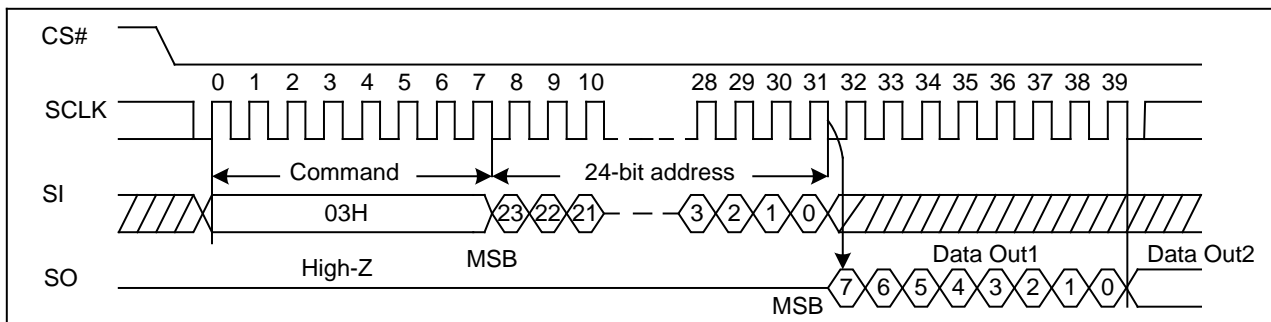 CS#
0 1 2 3 4 5 6 7 8 9 10 28 29 30 31 32 33 34 35 36 37 38 39
SCLK
Command 24-bit address
SI
03H 23 22 21 3 2 1 0
High-Z MSB Data Out1 Data Out2
SO
MSB 7 6 5 4 3 2 1 0